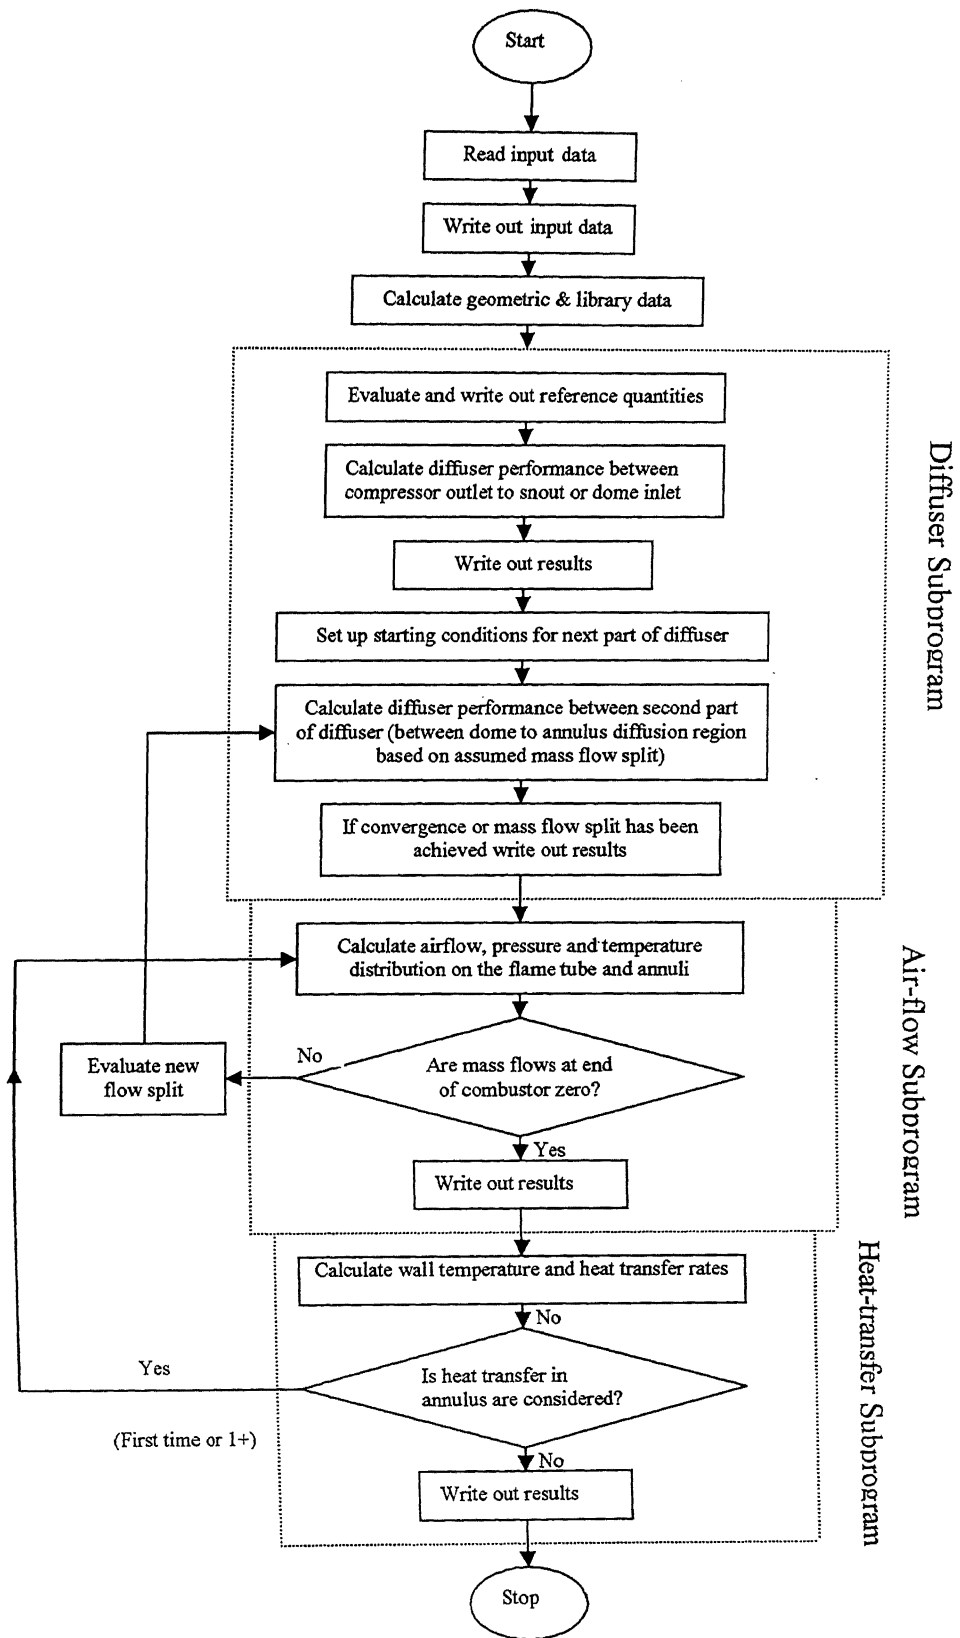 Start
Read input data
Write out input data
Calculate geometric & library data
Evaluate and write out reference quantities
Calculate diffuser performance between
compressor outlet to snout or dome inlet
Write out results
Set up starting conditions for next part of diffuser
Calculate diffuser performance between second part
of diffuser (between dome to annulus diffusion region
based on assumed mass flow split)
If convergence or mass flow split has been
achieved write out results
Diffuser Subprogram
Calculate airflow, pressure and temperature
distribution on the flame tube and annuli
No
Are mass flows at end
of combustor zero?
Evaluate new
flow split
Yes
Write out results
Air-flow Subprogram
Calculate wall temperature and heat transfer rates
No
Yes
Is heat transfer in
annulus are considered?
(First time or 1+)
No
Write out results
Heat-transfer Subprogram
Stop